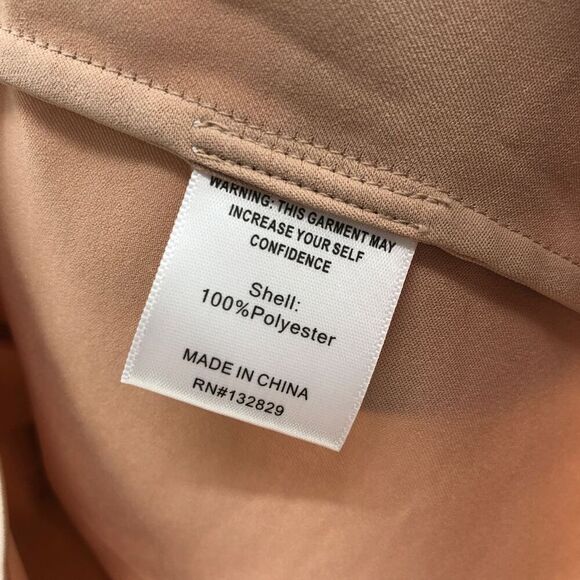 WARNING: THIS GARMENT MAY
INCREASE YOUR SELF
CONFIDENCE
Shell:
100%Polyester
MADE IN CHINA
RN#132829